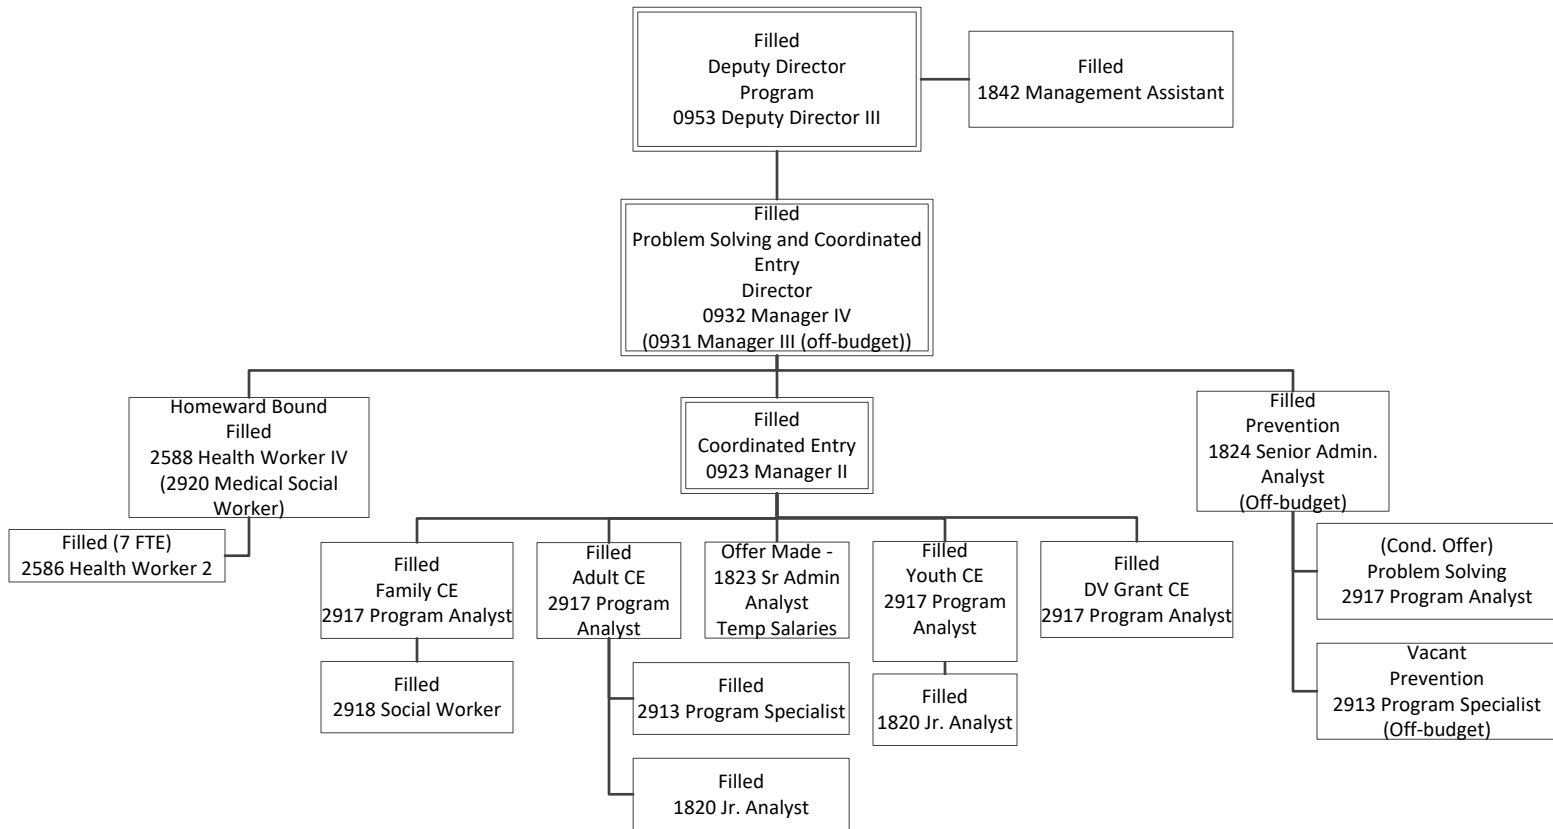 Filled
Deputy Director
Program
0953 Deputy Director III
Filled
1842 Management Assistant
Filled
Problem Solving and Coordinated
Entry
Director
0932 Manager IV
(0931 Manager III (off-budget))
Homeward Bound
Filled
2588 Health Worker IV
(2920 Medical Social
Worker)
Filled
Coordinated Entry
0923 Manager II
Filled
Prevention
1824 Senior Admin.
Analyst
(Off-budget)
Filled (7 FTE)
2586 Health Worker 2
Filled
Family CE
2917 Program Analyst
Filled
Adult CE
2917 Program
Analyst
Offer Made -
1823 Sr Admin
Analyst
Temp Salaries
Filled
Youth CE
2917 Program
Analyst
Filled
DV Grant CE
2917 Program Analyst
(Cond. Offer)
Problem Solving
2917 Program Analyst
Filled
2918 Social Worker
Filled
2913 Program Specialist
Filled
1820 Jr. Analyst
Vacant
Prevention
2913 Program Specialist
(Off-budget)
Filled
1820 Jr. Analyst